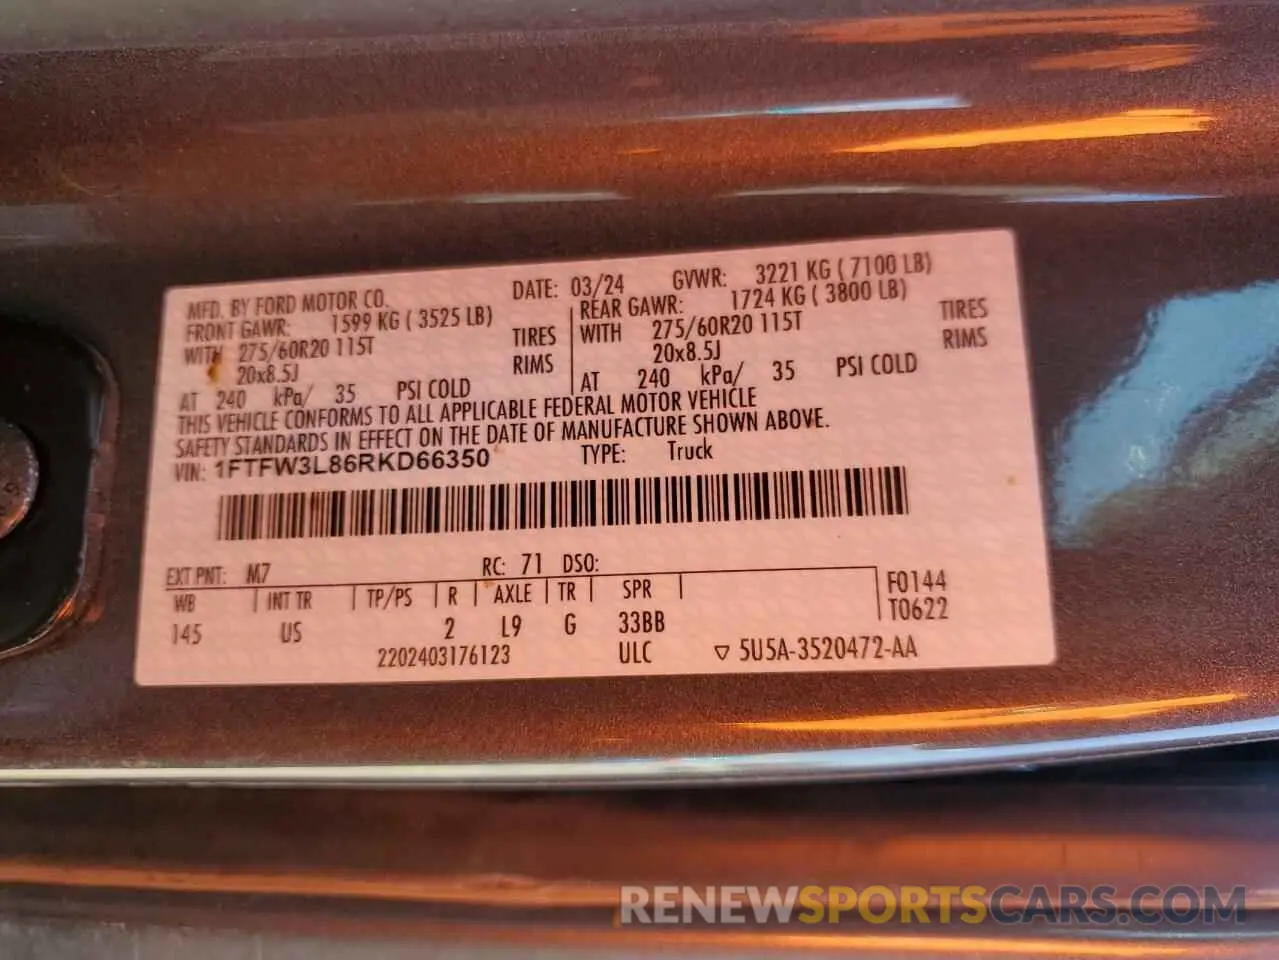 MFD. BY FORD MOTOR CO. DATE: 03/24 GVWR: 3221 KG ( 7100 LB)
FRONT GAWR: 1599 KG ( 3525 LB) REAR GAWR: 1724 KG ( 3800 LB)
WITH 275/60R20 115T TIRES WITH 275/60R20 115T TIRES
20x8.5J RIMS 20x8.5J RIMS
AT 240 kPa/ 35 PSI COLD AT 240 kPa/ 35 PSI COLD
THIS VEHICLE CONFORMS TO ALL APPLICABLE FEDERAL MOTOR VEHICLE
SAFETY STANDARDS IN EFFECT ON THE DATE OF MANUFACTURE SHOWN ABOVE.
VIN: 1FTFW3L86RKD66350 TYPE: Truck
EXT PNT: M7 RC: 71 DSO:
WB INT TR TP/PS R AXLE TR SPR F0144
145 US 2 L9 G 33BB T0622
2202403176123 ULC ▽ 5U5A-3520472-AA
RENEWSPORTSCARS.COM